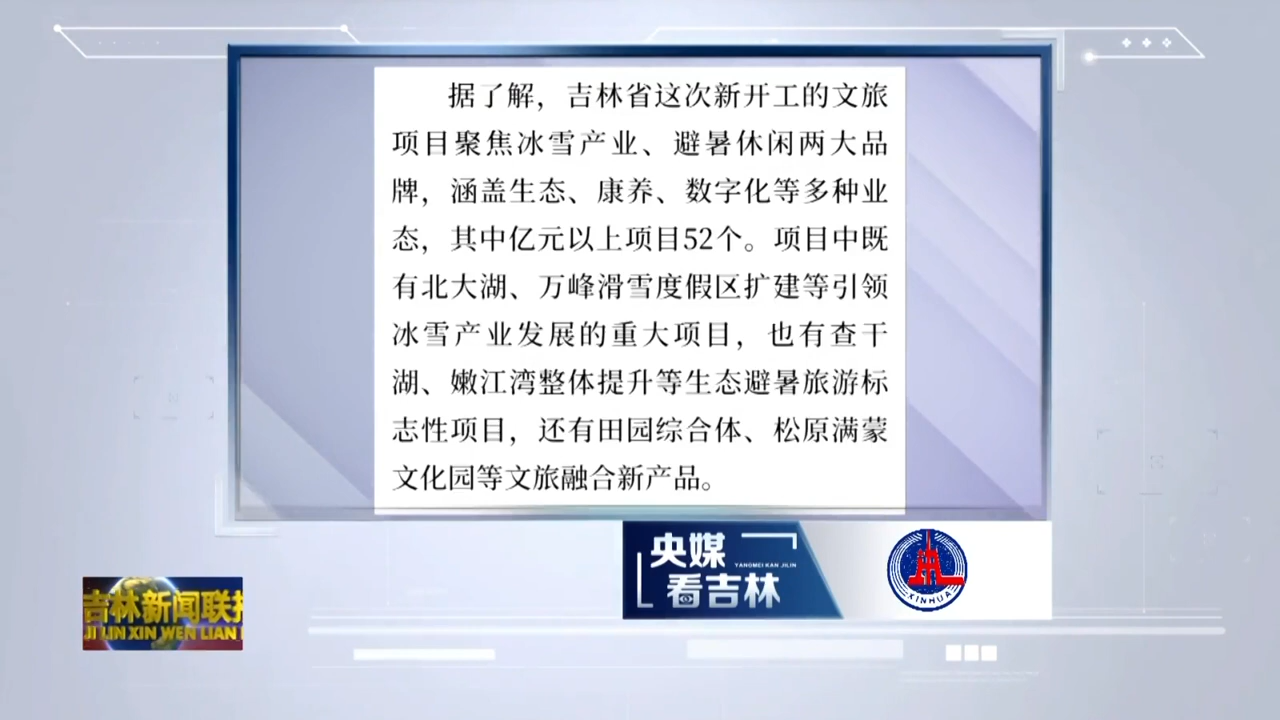 据了解，吉林省这次新开工的文旅
项目聚焦冰雪产业、避暑休闲两大品
牌，涵盖生态、康养、数字化等多种业
态，其中亿元以上项目52个。项目中既
有北大湖、万峰滑雪度假区扩建等引领
冰雪产业发展的重大项目，也有查干
湖、嫩江湾整体提升等生态避暑旅游标
志性项目，还有田园综合体、松原满蒙
文化园等文旅融合新产品。
央媒
YANGMEI KAN JILIN
看吉林
XINHUA
吉林新闻联
JI LIN XIN WEN LIAN